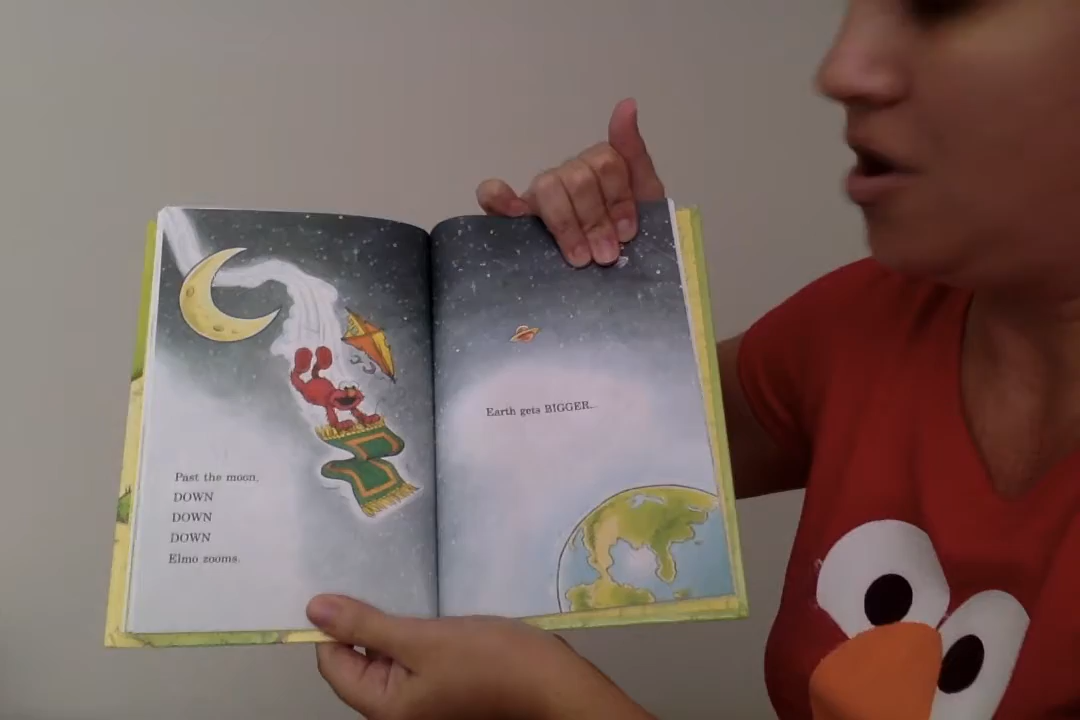 Past the moon,
DOWN
DOWN
DOWN
Elmo zooms.
Earth gets BIGGER...